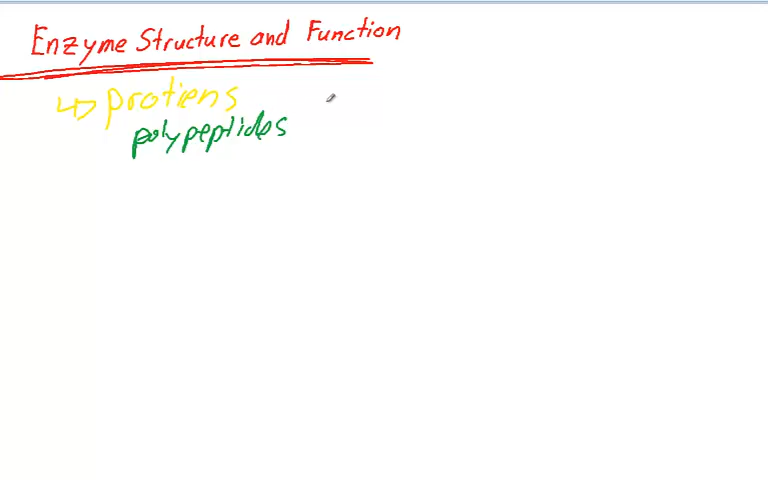 Enzyme Structure and Function
↳ protiens
polypeptides